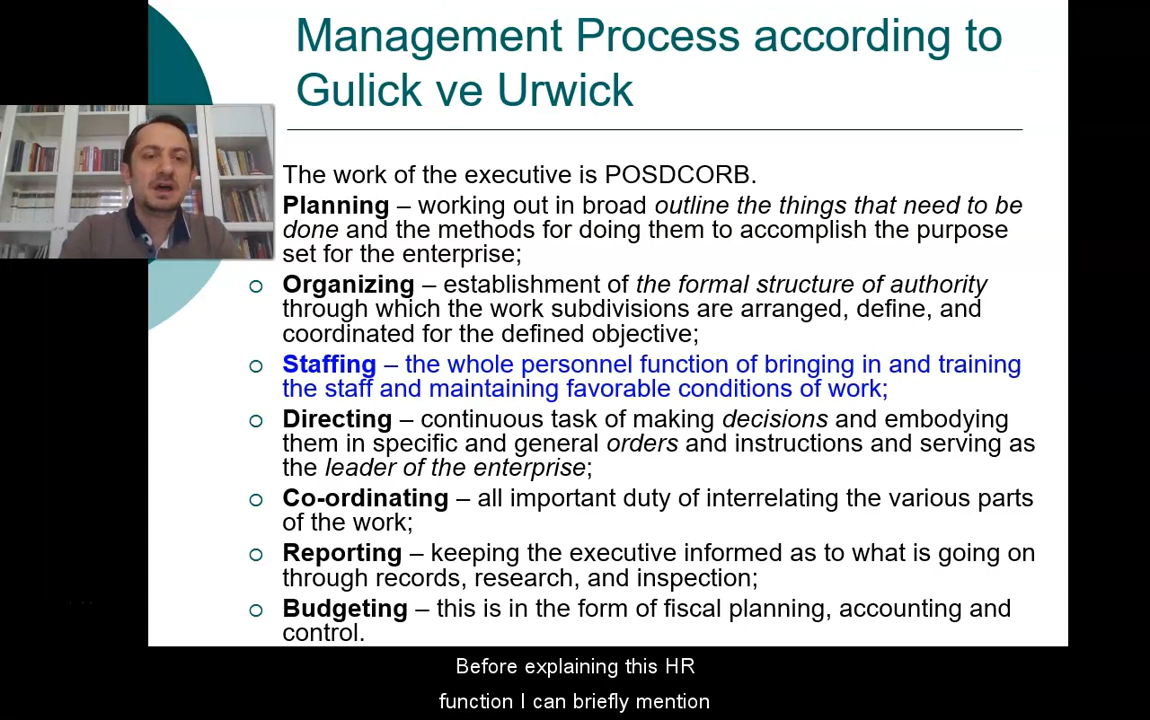 Management Process according to
Gulick ve Urwick
The work of the executive is POSDCORB.
Planning – working out in broad outline the things that need to be
done and the methods for doing them to accomplish the purpose
set for the enterprise;
Organizing – establishment of the formal structure of authority
through which the work subdivisions are arranged, define, and
coordinated for the defined objective;
Staffing – the whole personnel function of bringing in and training
the staff and maintaining favorable conditions of work;
Directing – continuous task of making decisions and embodying
them in specific and general orders and instructions and serving as
the leader of the enterprise;
Co-ordinating – all important duty of interrelating the various parts
of the work;
Reporting – keeping the executive informed as to what is going on
through records, research, and inspection;
Budgeting – this is in the form of fiscal planning, accounting and
control.
Before explaining this HR
function I can briefly mention